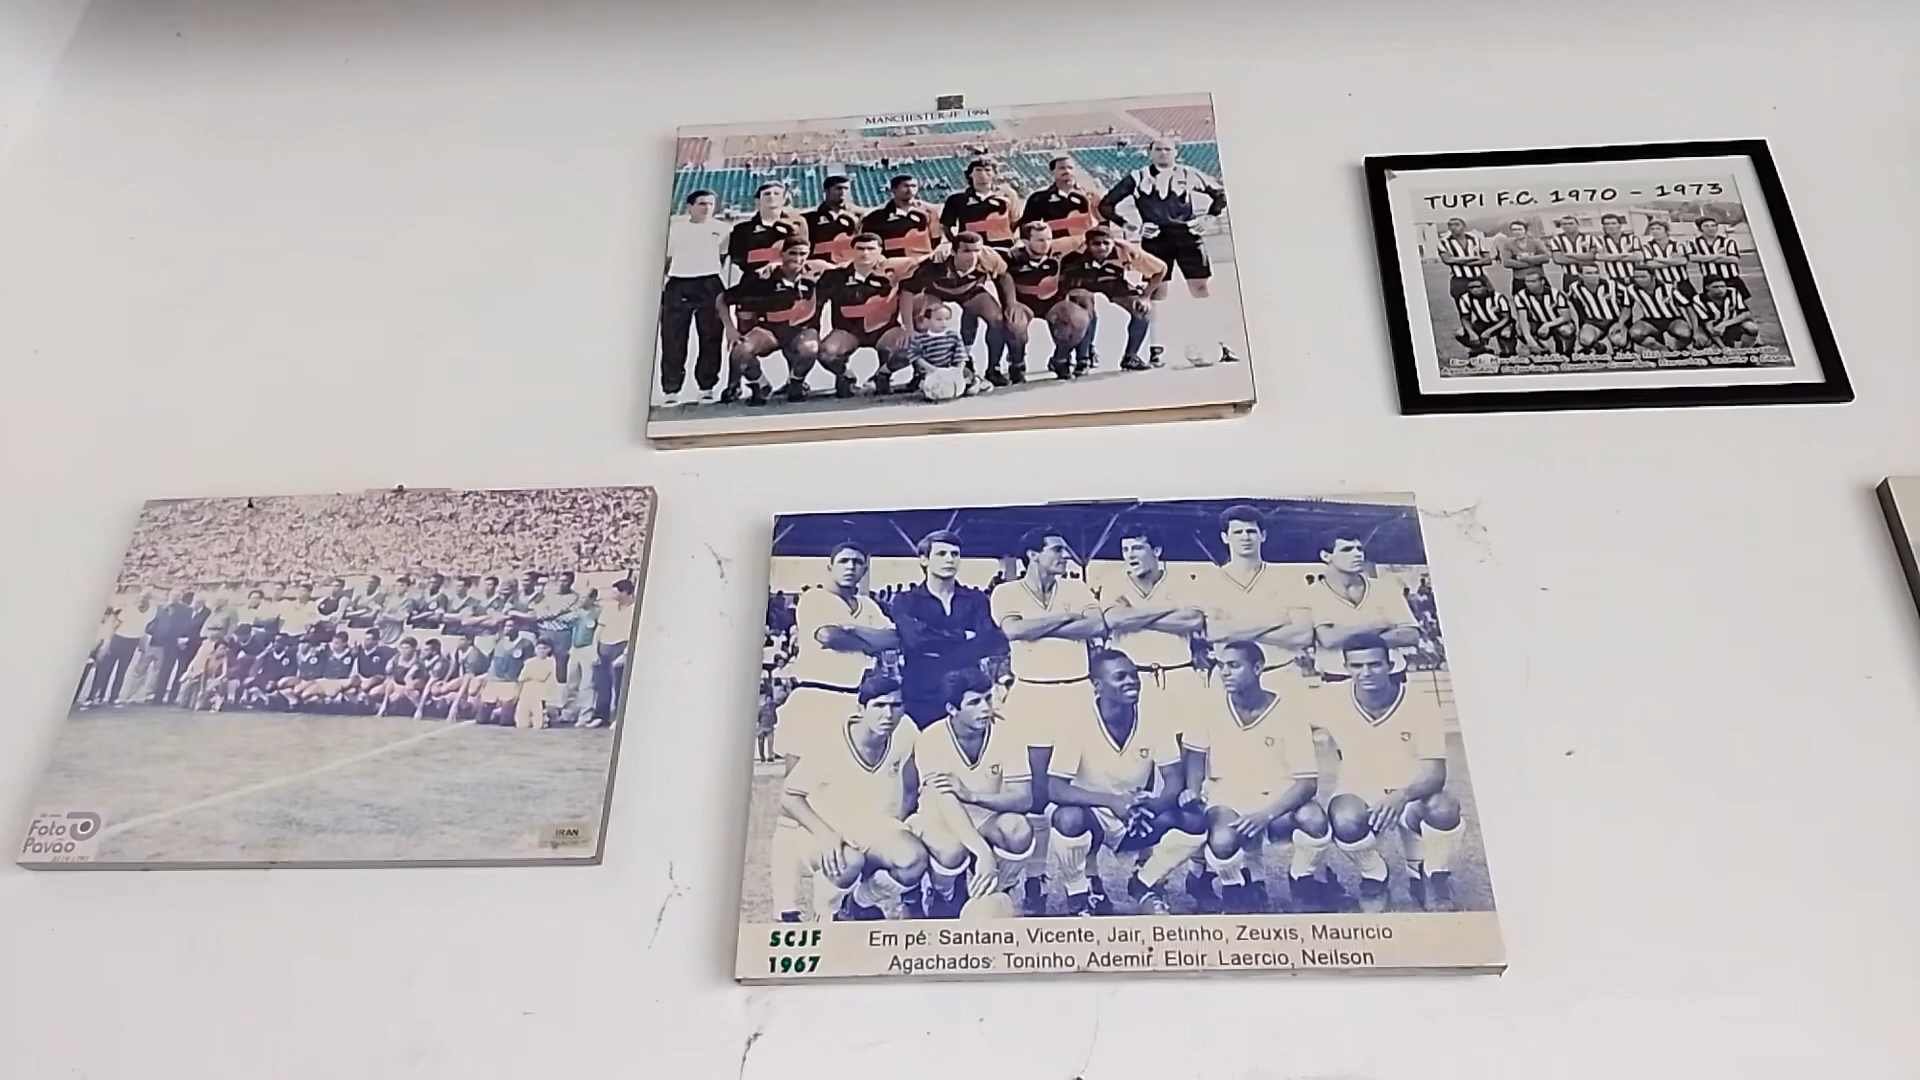 MANCHESTER-JF 1994
TUPI F.C. 1970 - 1973
Foto
Pavão
IRAN
SCJF
1967
Em pé: Santana, Vicente, Jair, Betinho, Zeuxis, Mauricio
Agachados: Toninho, Ademir, Eloir, Laercio, Neilson